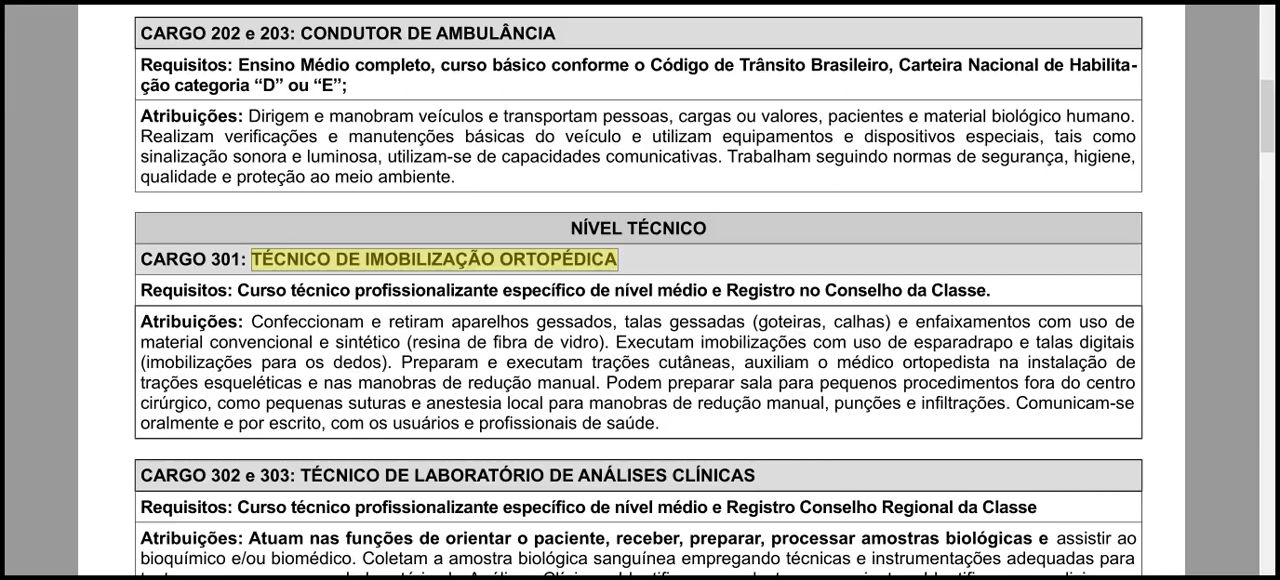 CARGO 202 e 203: CONDUTOR DE AMBULÂNCIA
Requisitos: Ensino Médio completo, curso básico conforme o Código de Trânsito Brasileiro, Carteira Nacional de Habilita-
ção categoria “D” ou “E”;
Atribuições: Dirigem e manobram veículos e transportam pessoas, cargas ou valores, pacientes e material biológico humano.
Realizam verificações e manutenções básicas do veículo e utilizam equipamentos e dispositivos especiais, tais como
sinalização sonora e luminosa, utilizam-se de capacidades comunicativas. Trabalham seguindo normas de segurança, higiene,
qualidade e proteção ao meio ambiente.
NÍVEL TÉCNICO
CARGO 301: TÉCNICO DE IMOBILIZAÇÃO ORTOPÉDICA
Requisitos: Curso técnico profissionalizante específico de nível médio e Registro no Conselho da Classe.
Atribuições: Confeccionam e retiram aparelhos gessados, talas gessadas (goteiras, calhas) e enfaixamentos com uso de
material convencional e sintético (resina de fibra de vidro). Executam imobilizações com uso de esparadrapo e talas digitais
(imobilizações para os dedos). Preparam e executam trações cutâneas, auxiliam o médico ortopedista na instalação de
trações esqueléticas e nas manobras de redução manual. Podem preparar sala para pequenos procedimentos fora do centro
cirúrgico, como pequenas suturas e anestesia local para manobras de redução manual, punções e infiltrações. Comunicam-se
oralmente e por escrito, com os usuários e profissionais de saúde.
CARGO 302 e 303: TÉCNICO DE LABORATÓRIO DE ANÁLISES CLÍNICAS
Requisitos: Curso técnico profissionalizante específico de nível médio e Registro Conselho Regional da Classe
Atribuições: Atuam nas funções de orientar o paciente, receber, preparar, processar amostras biológicas e assistir ao
bioquímico e/ou biomédico. Coletam a amostra biológica sanguínea empregando técnicas e instrumentações adequadas para